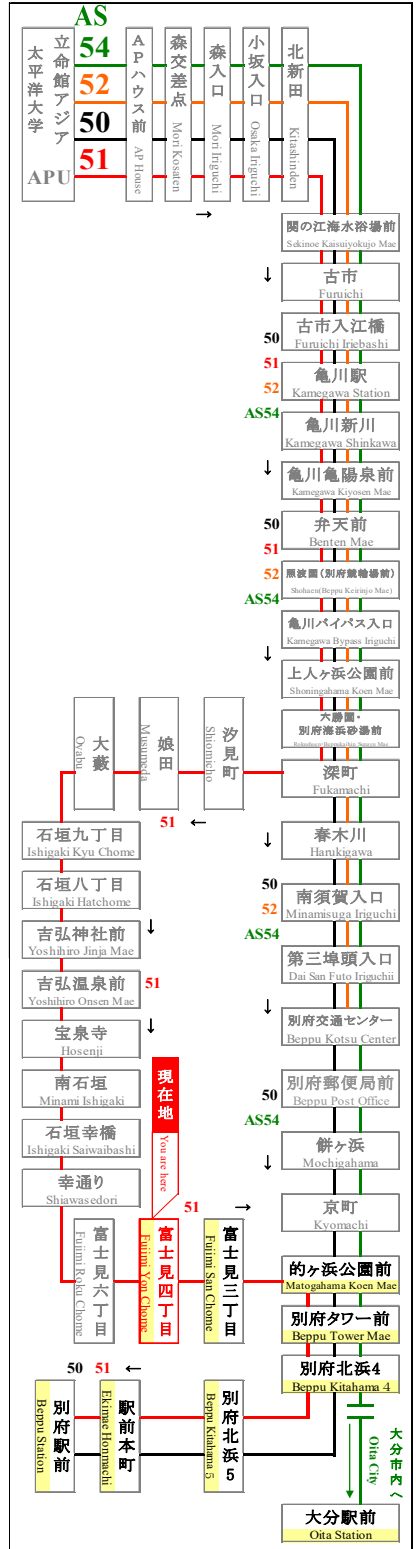 AS
54
52
50
51
立命館アジア
太平洋大学
APU
APハウス前
AP House
森交差点
Mori Kosaten
森入口
Mori Iriguchi
小坂入口
Osaka Iriguchi
北新田
Kitashinden
→
関の江海水浴場前
Sekinoe Kaisuiyokujo Mae
↓
古市
Furuichi
古市入江橋
Furuichi Iriebashi
50
51
52
AS54
亀川駅
Kamegawa Station
亀川新川
Kamegawa Shinkawa
↓
亀川亀陽泉前
Kamegawa Kiyosen Mae
50
51
52
AS54
弁天前
Benten Mae
照波園(別府競輪場前)
Shohaen(Beppu Keirinjo Mae)
亀川バイパス入口
Kamegawa Bypass Iriguchi
↓
上人ヶ浜公園前
Shoningahama Koen Mae
六勝園・
別府海浜砂湯前
深町
Fukamachi
汐見町
Shiomicho
娘田
Musumeda
大藪
Oyabu
51 ←
石垣九丁目
Ishigaki Kyu Chome
石垣八丁目
Ishigaki Hatchome
↓
吉弘神社前
Yoshihiro Jinja Mae
吉弘温泉前
Yoshihiro Onsen Mae
51
宝泉寺
Hosenji
↓
南石垣
Minami Ishigaki
石垣幸橋
Ishigaki Saiwaibashi
幸通り
Shiawasedori
現在地
You are here
51 →
富士見六丁目
Fujimi Roku Chome
富士見四丁目
Fujimi Yon Chome
富士見三丁目
Fujimi San Chome
↓
春木川
Harukigawa
50
52
AS54
南須賀入口
Minamisuga Iriguchi
第三埠頭入口
Dai San Futo Iriguchii
↓
別府交通センター
Beppu Kotsu Center
50
AS54
別府郵便局前
Beppu Post Office
↓
餅ヶ浜
Mochigahama
京町
Kyomachi
的ヶ浜公園前
Matogahama Koen Mae
別府タワー前
Beppu Tower Mae
別府北浜4
Beppu Kitahama 4
50 51 ←
別府北浜5
Beppu Kitahama 5
駅前本町
Ekimae Honmachi
別府駅前
Beppu Station
大分市内へ
Oita City
↓
大分駅前
Oita Station